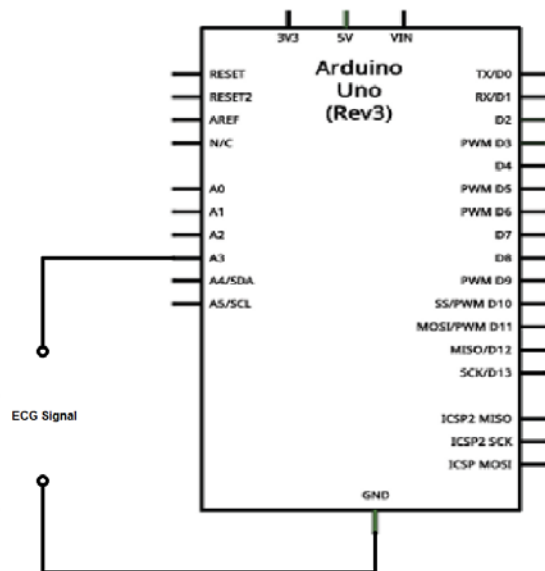 3V3 5V VIN
Arduino
Uno
(Rev3)
RESET
RESET2
AREF
N/C
A0
A1
A2
A3
A4/SDA
A5/SCL
TX/D0
RX/D1
D2
PWM D3
D4
PWM D5
PWM D6
D7
D8
PWM D9
SS/PWM D10
MOSI/PWM D11
MISO/D12
SCK/D13
ICSP2 MISO
ICSP2 SCK
ICSP MOSI
GND
ECG Signal